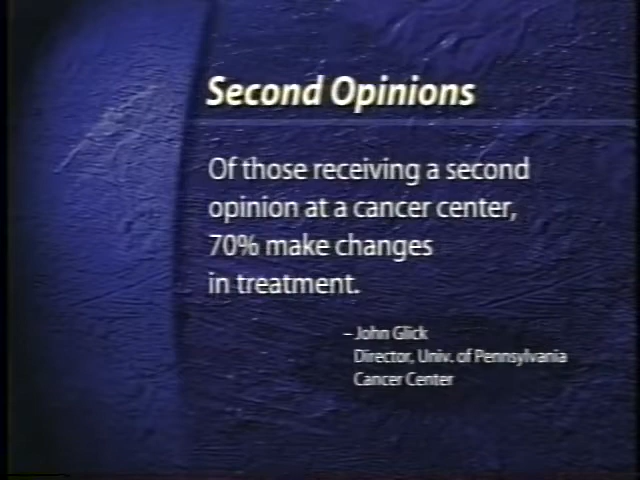 Second Opinions
Of those receiving a second
opinion at a cancer center,
70% make changes
in treatment.
– John Glick
Director, Univ. of Pennsylvania
Cancer Center